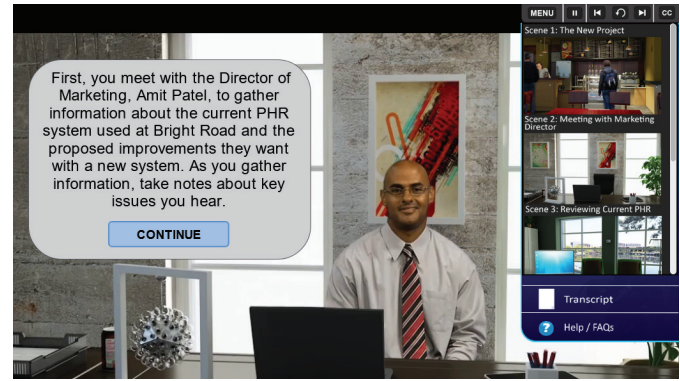 First, you meet with the Director of
Marketing, Amit Patel, to gather
information about the current PHR
system used at Bright Road and the
proposed improvements they want
with a new system. As you gather
information, take notes about key
issues you hear.
CONTINUE
MENU
CC
Scene 1: The New Project
Scene 2: Meeting with Marketing
Director
Scene 3: Reviewing Current PHR
Transcript
? Help / FAQs